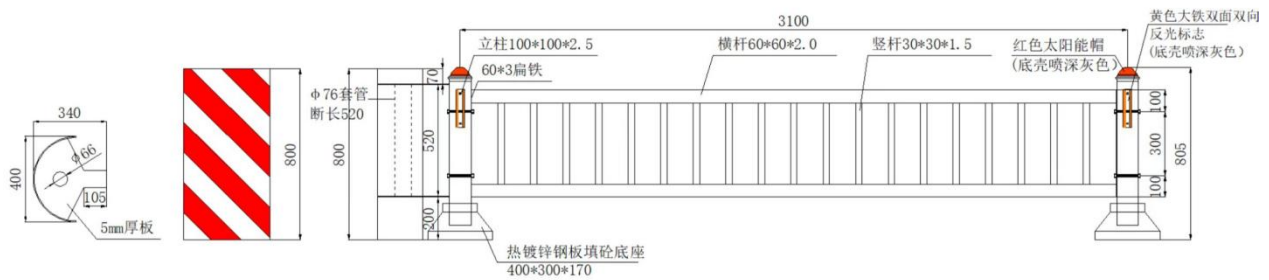 3100
黄色大铁双面双向
反光标志
(底壳喷深灰色)
立柱100*100*2.5
横杆60*60*2.0
竖杆30*30*1.5
红色太阳能帽
(底壳喷深灰色)
60*3扁铁
70
φ76套管
断长520
340
φ66
400
105
5mm厚板
800
800
520
200
100
300
100
805
热镀锌钢板填砼底座
400*300*170